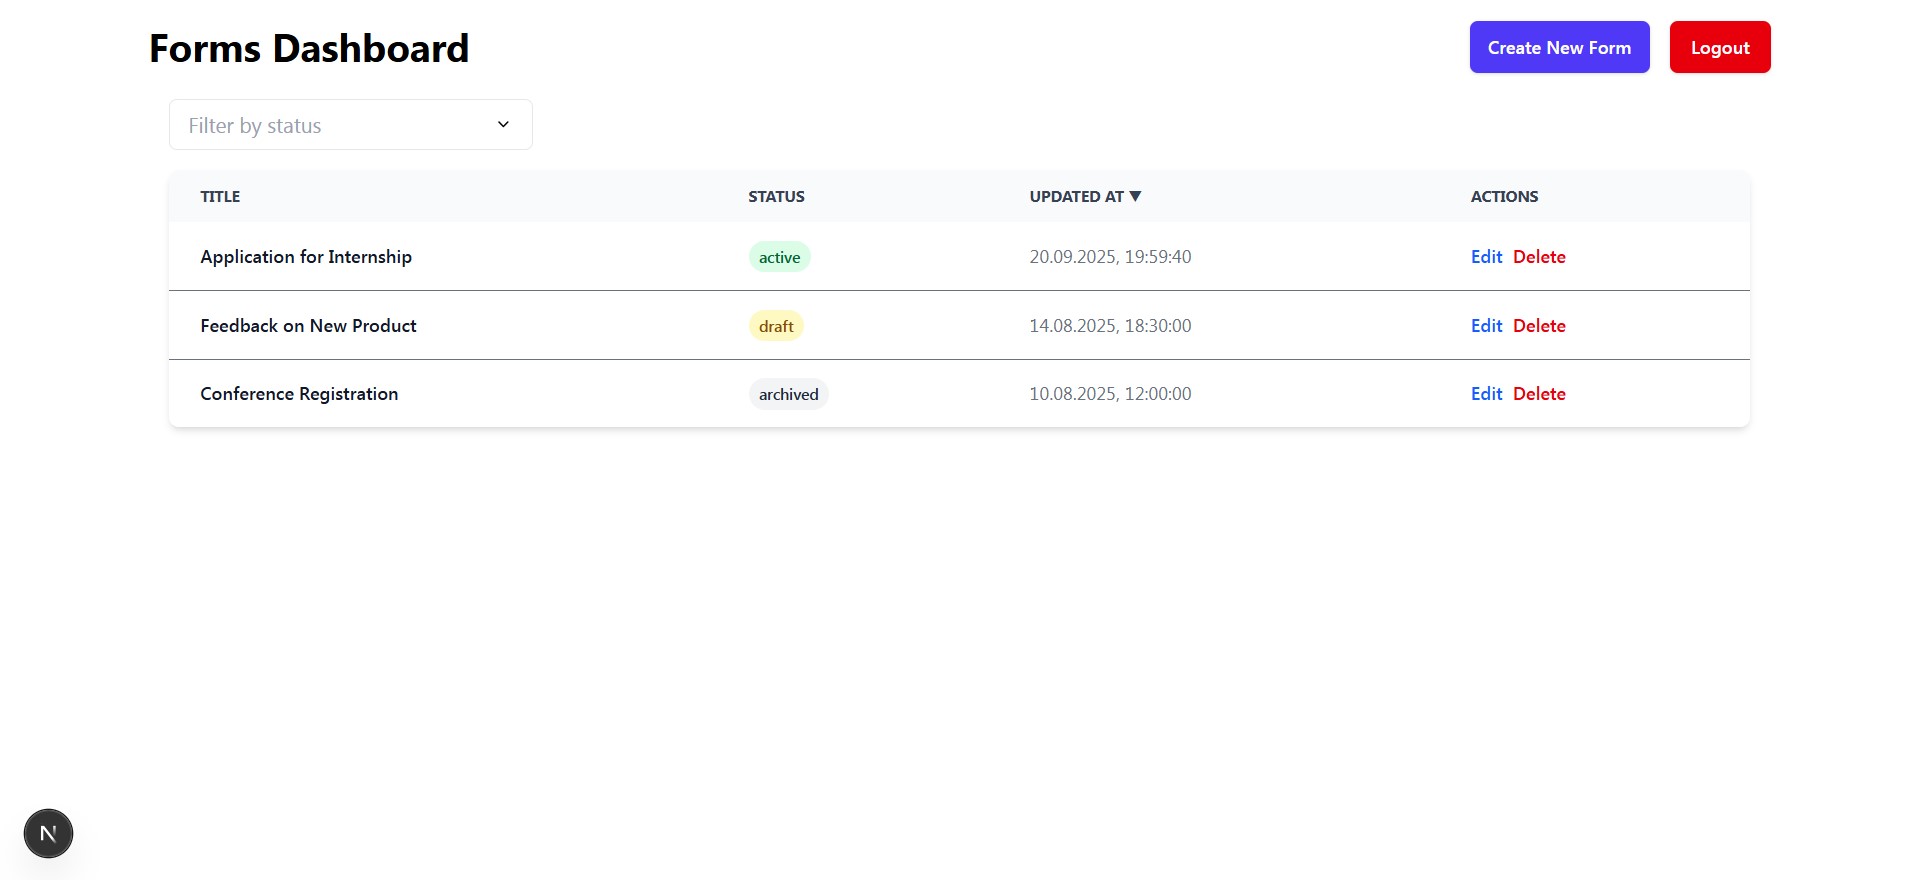 Forms Dashboard
Create New Form
Logout
Filter by status
TITLE STATUS UPDATED AT ▼ ACTIONS
Application for Internship active 20.09.2025, 19:59:40 Edit Delete
Feedback on New Product draft 14.08.2025, 18:30:00 Edit Delete
Conference Registration archived 10.08.2025, 12:00:00 Edit Delete
N